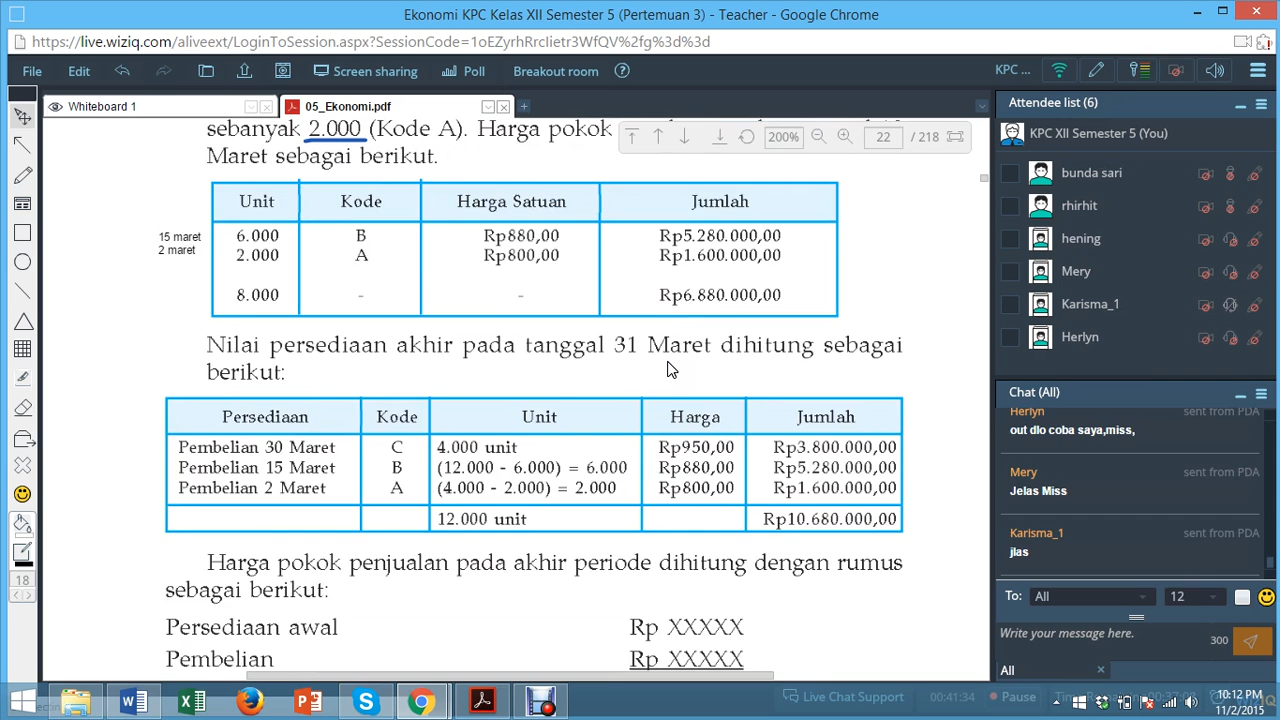 Ekonomi KPC Kelas XII Semester 5 (Pertemuan 3) - Teacher - Google Chrome
https://live.wiziq.com/aliveext/LoginToSession.aspx?SessionCode=1oEZyrhRrcIietr3WfQV%2fg%3d%3d
File Edit Screen sharing Poll Breakout room KPC ...
Whiteboard 1 05_Ekonomi.pdf
200% 22 / 218
sebanyak 2.000 (Kode A). Harga pokok
Maret sebagai berikut.
Unit Kode Harga Satuan Jumlah
15 maret 6.000 B Rp880,00 Rp5.280.000,00
2 maret 2.000 A Rp800,00 Rp1.600.000,00
8.000 - - Rp6.880.000,00
Nilai persediaan akhir pada tanggal 31 Maret dihitung sebagai
berikut:
Persediaan Kode Unit Harga Jumlah
Pembelian 30 Maret C 4.000 unit Rp950,00 Rp3.800.000,00
Pembelian 15 Maret B (12.000 - 6.000) = 6.000 Rp880,00 Rp5.280.000,00
Pembelian 2 Maret A (4.000 - 2.000) = 2.000 Rp800,00 Rp1.600.000,00
12.000 unit Rp10.680.000,00
Harga pokok penjualan pada akhir periode dihitung dengan rumus
sebagai berikut:
Persediaan awal Rp XXXXX
Pembelian Rp XXXXX
18
Attendee list (6)
KPC XII Semester 5 (You)
bunda sari
rhirhit
hening
Mery
Karisma_1
Herlyn
Chat (All)
Herlyn sent from PDA
out dlo coba saya,miss,
Mery sent from PDA
Jelas Miss
Karisma_1 sent from PDA
jlas
To: All 12
Write your message here. 300
All
Live Chat Support 00:41:34 Pause
10:12 PM
11/2/2015